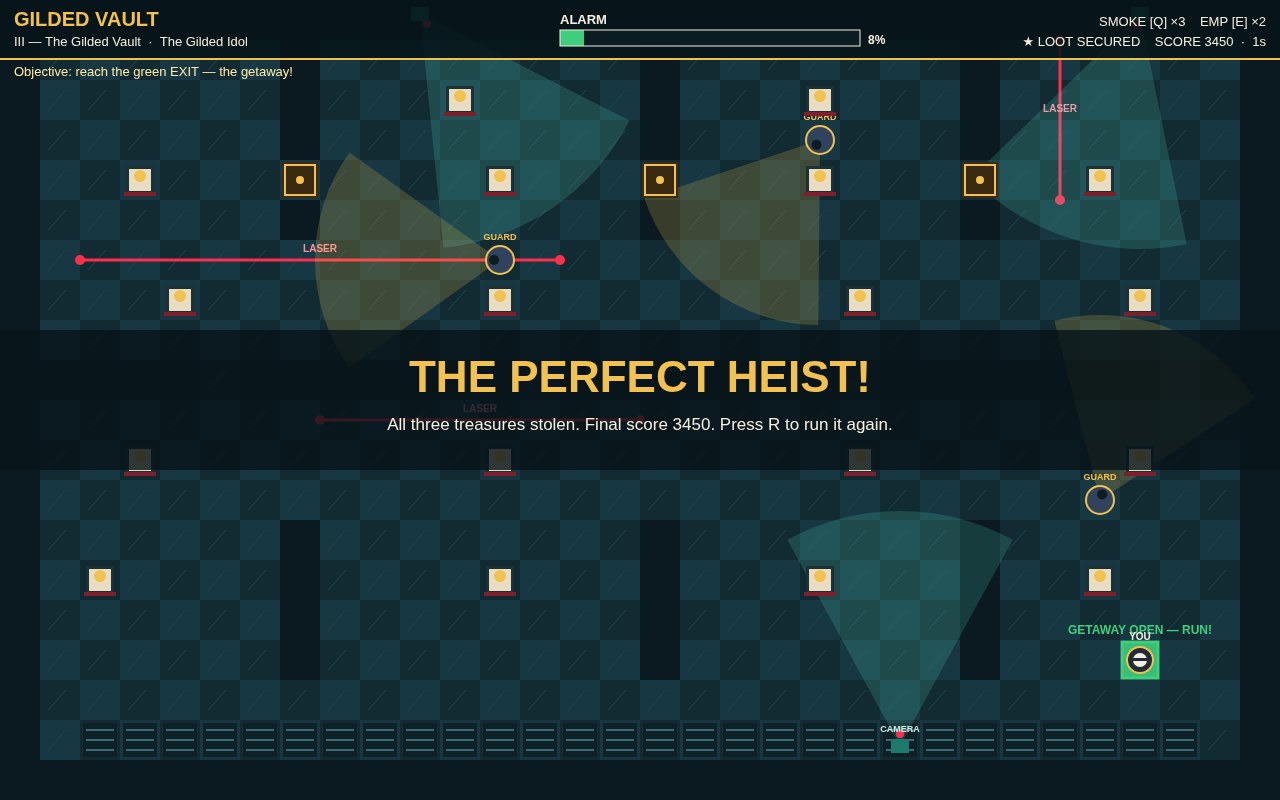 GILDED VAULT
III — The Gilded Vault · The Gilded Idol
ALARM
8%
SMOKE [Q] ×3 EMP [E] ×2
★ LOOT SECURED SCORE 3450 · 1s
Objective: reach the green EXIT — the getaway!
LASER
GUARD
GUARD
LASER
THE PERFECT HEIST!
LASER
All three treasures stolen. Final score 3450. Press R to run it again.
GUARD
GETAWAY OPEN — RUN!
YOU
CAMERA